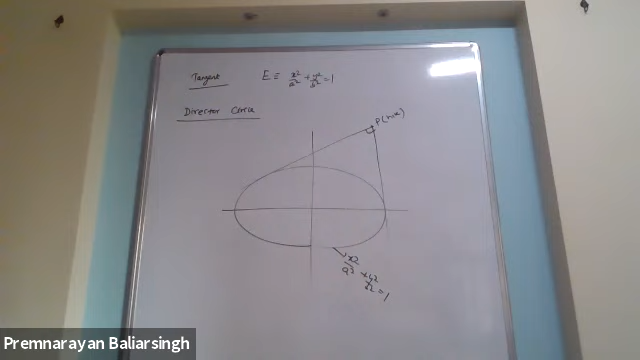 Tangent E ≡ x²/a² + y²/b² = 1
Director Circle
P(h,k)
x²/a² + y²/b² = 1
Premnarayan Baliarsingh